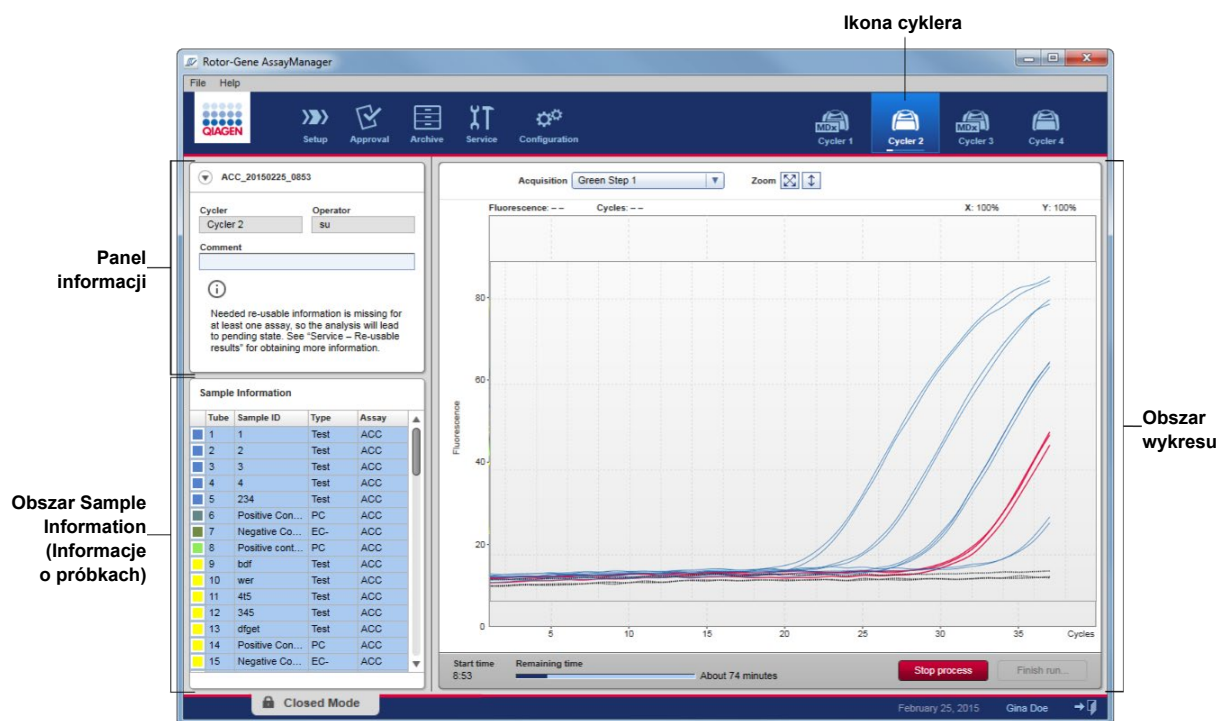 Ikona cyklera
Rotor-Gene AssayManager
File Help
QIAGEN
Setup Approval Archive Service Configuration
MDx Cycler 1 Cycler 2 MDx Cycler 3 Cycler 4
Panel
informacji
ACC_20150225_0853
Cycler Operator
Cycler 2 su
Comment
Needed re-usable information is missing for
at least one assay, so the analysis will lead
to pending state. See "Service – Re-usable
results" for obtaining more information.
Obszar Sample
Information
(Informacje
o próbkach)
Sample Information
Tube Sample ID Type Assay
1 1 Test ACC
2 2 Test ACC
3 3 Test ACC
4 4 Test ACC
5 234 Test ACC
6 Positive Con... PC ACC
7 Negative Co... EC- ACC
8 Positive cont... PC ACC
9 bdf Test ACC
10 wer Test ACC
11 4t5 Test ACC
12 345 Test ACC
13 dfget Test ACC
14 Positive Con... PC ACC
15 Negative Co... EC- ACC
Acquisition Green Step 1 Zoom
Fluorescence: – – Cycles: – – X: 100% Y: 100%
Fluorescence
80
60
40
20
0
5 10 15 20 25 30 35 Cycles
Obszar
wykresu
Start time Remaining time
8:53 About 74 minutes
Stop process Finish run...
Closed Mode
February 25, 2015 Gina Doe